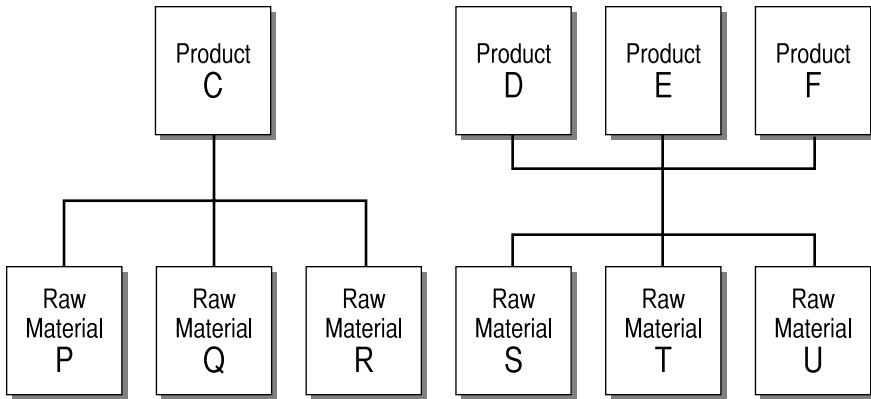 Product
C
Product
D
Product
E
Product
F
Raw
Material
P
Raw
Material
Q
Raw
Material
R
Raw
Material
S
Raw
Material
T
Raw
Material
U